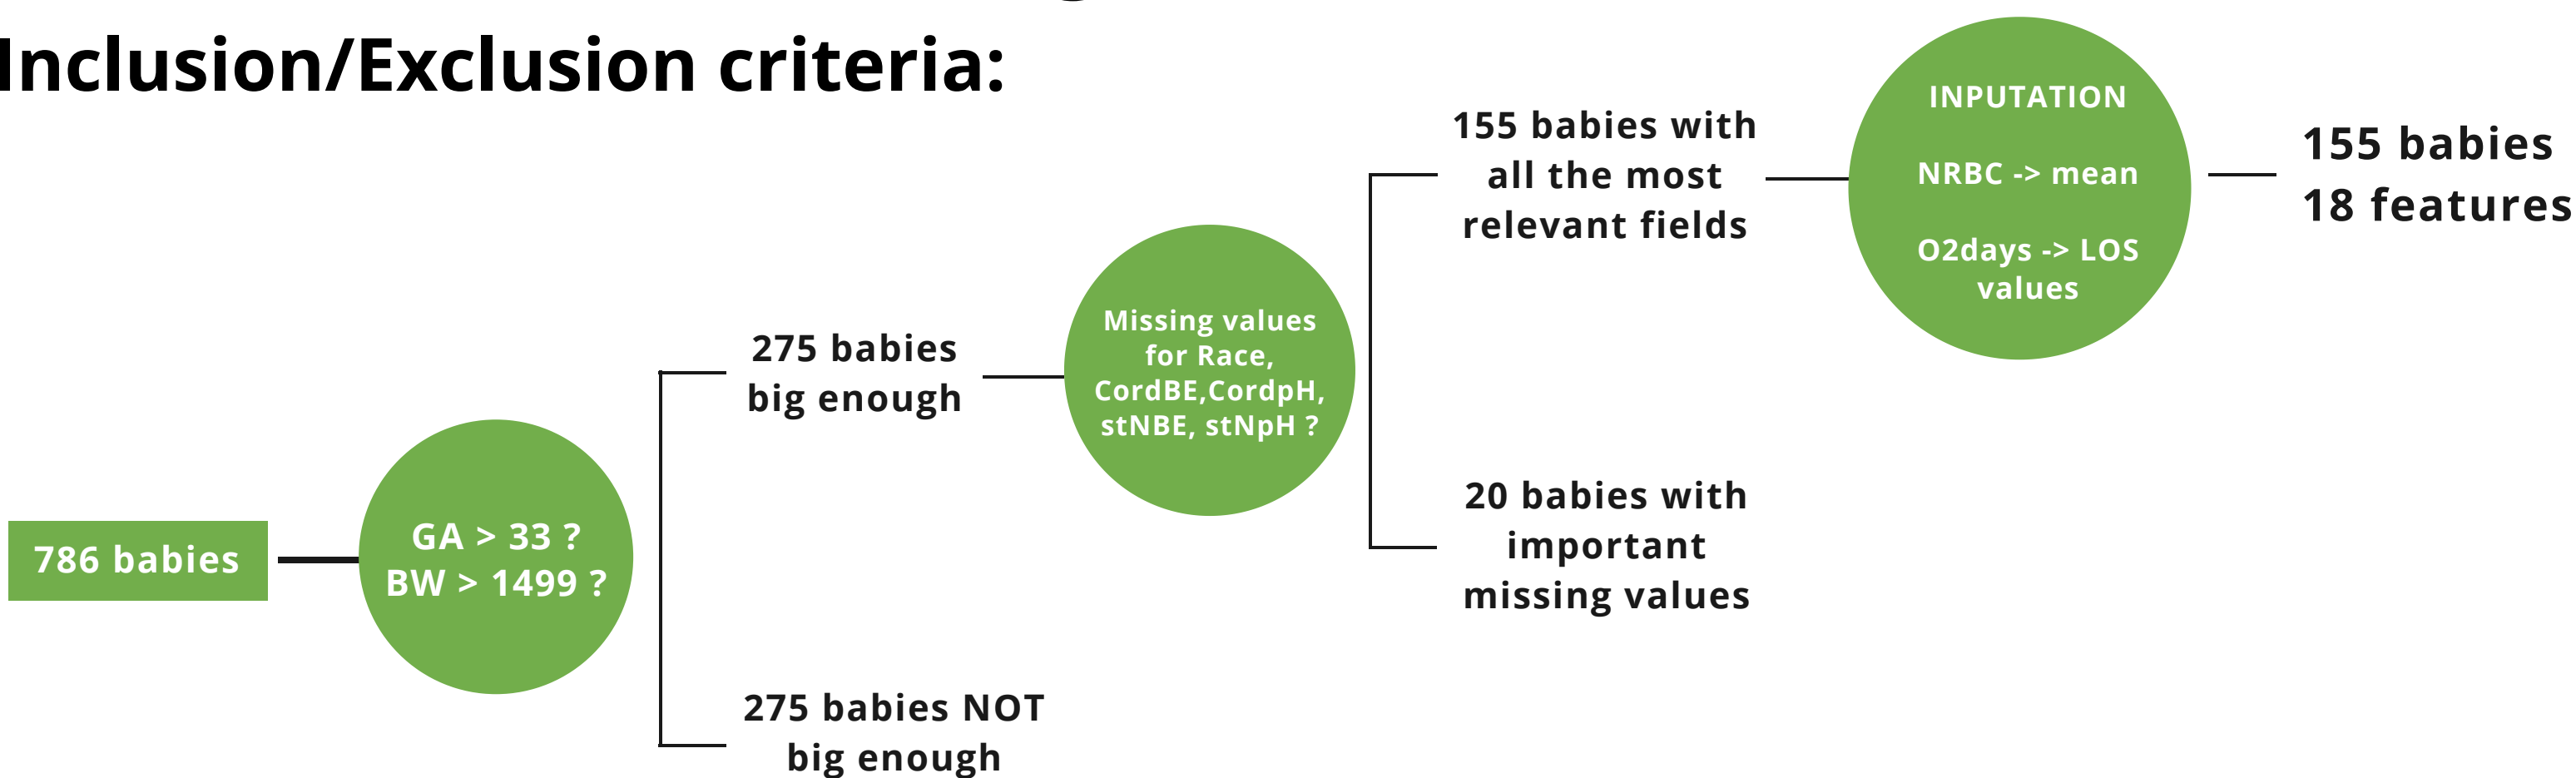 Inclusion/Exclusion criteria:
786 babies
GA > 33 ?
BW > 1499 ?
275 babies
big enough
275 babies NOT
big enough
Missing values
for Race,
CordBE,CordpH,
stNBE, stNpH ?
155 babies with
all the most
relevant fields
20 babies with
important
missing values
INPUTATION
NRBC -> mean
O2days -> LOS
values
155 babies
18 features